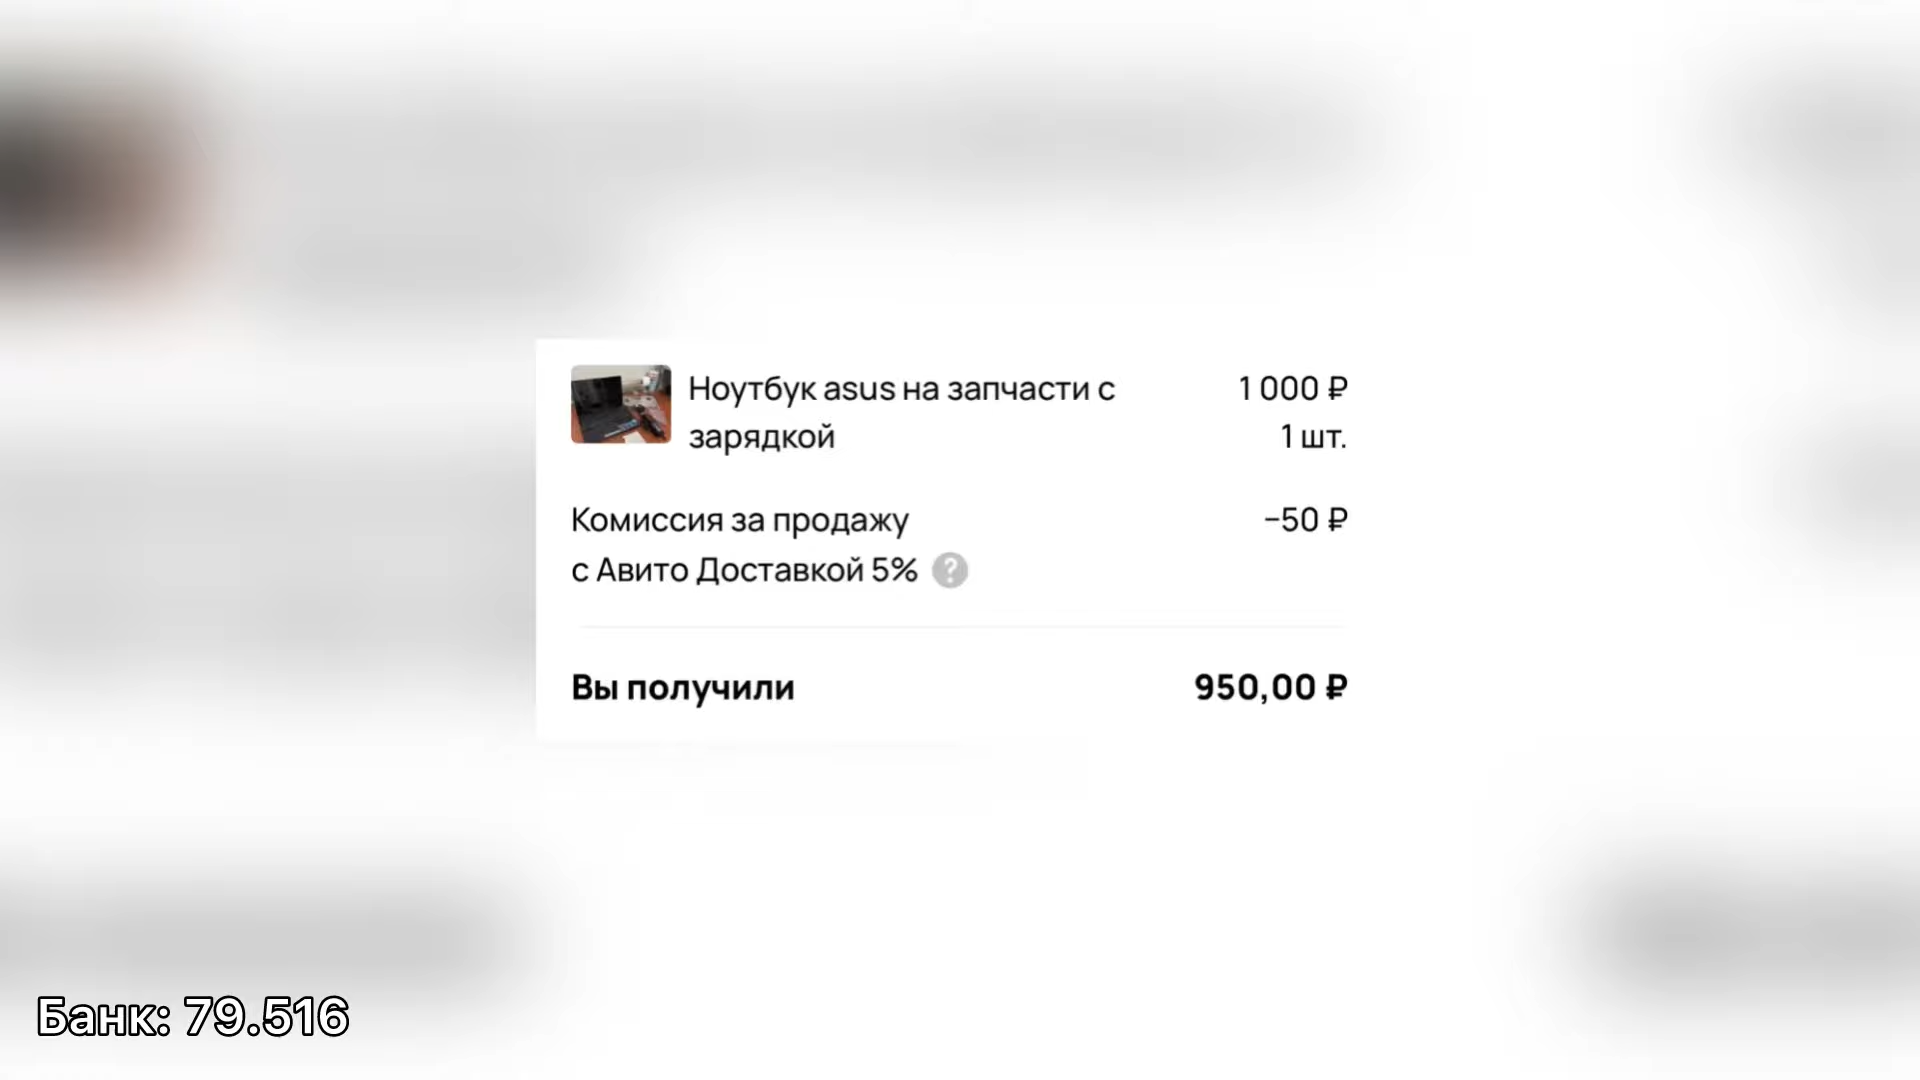 Ноутбук asus на запчасти с 1 000 ₽
зарядкой 1 шт.
Комиссия за продажу −50 ₽
с Авито Доставкой 5% ?
Вы получили 950,00 ₽
Банк: 79.516